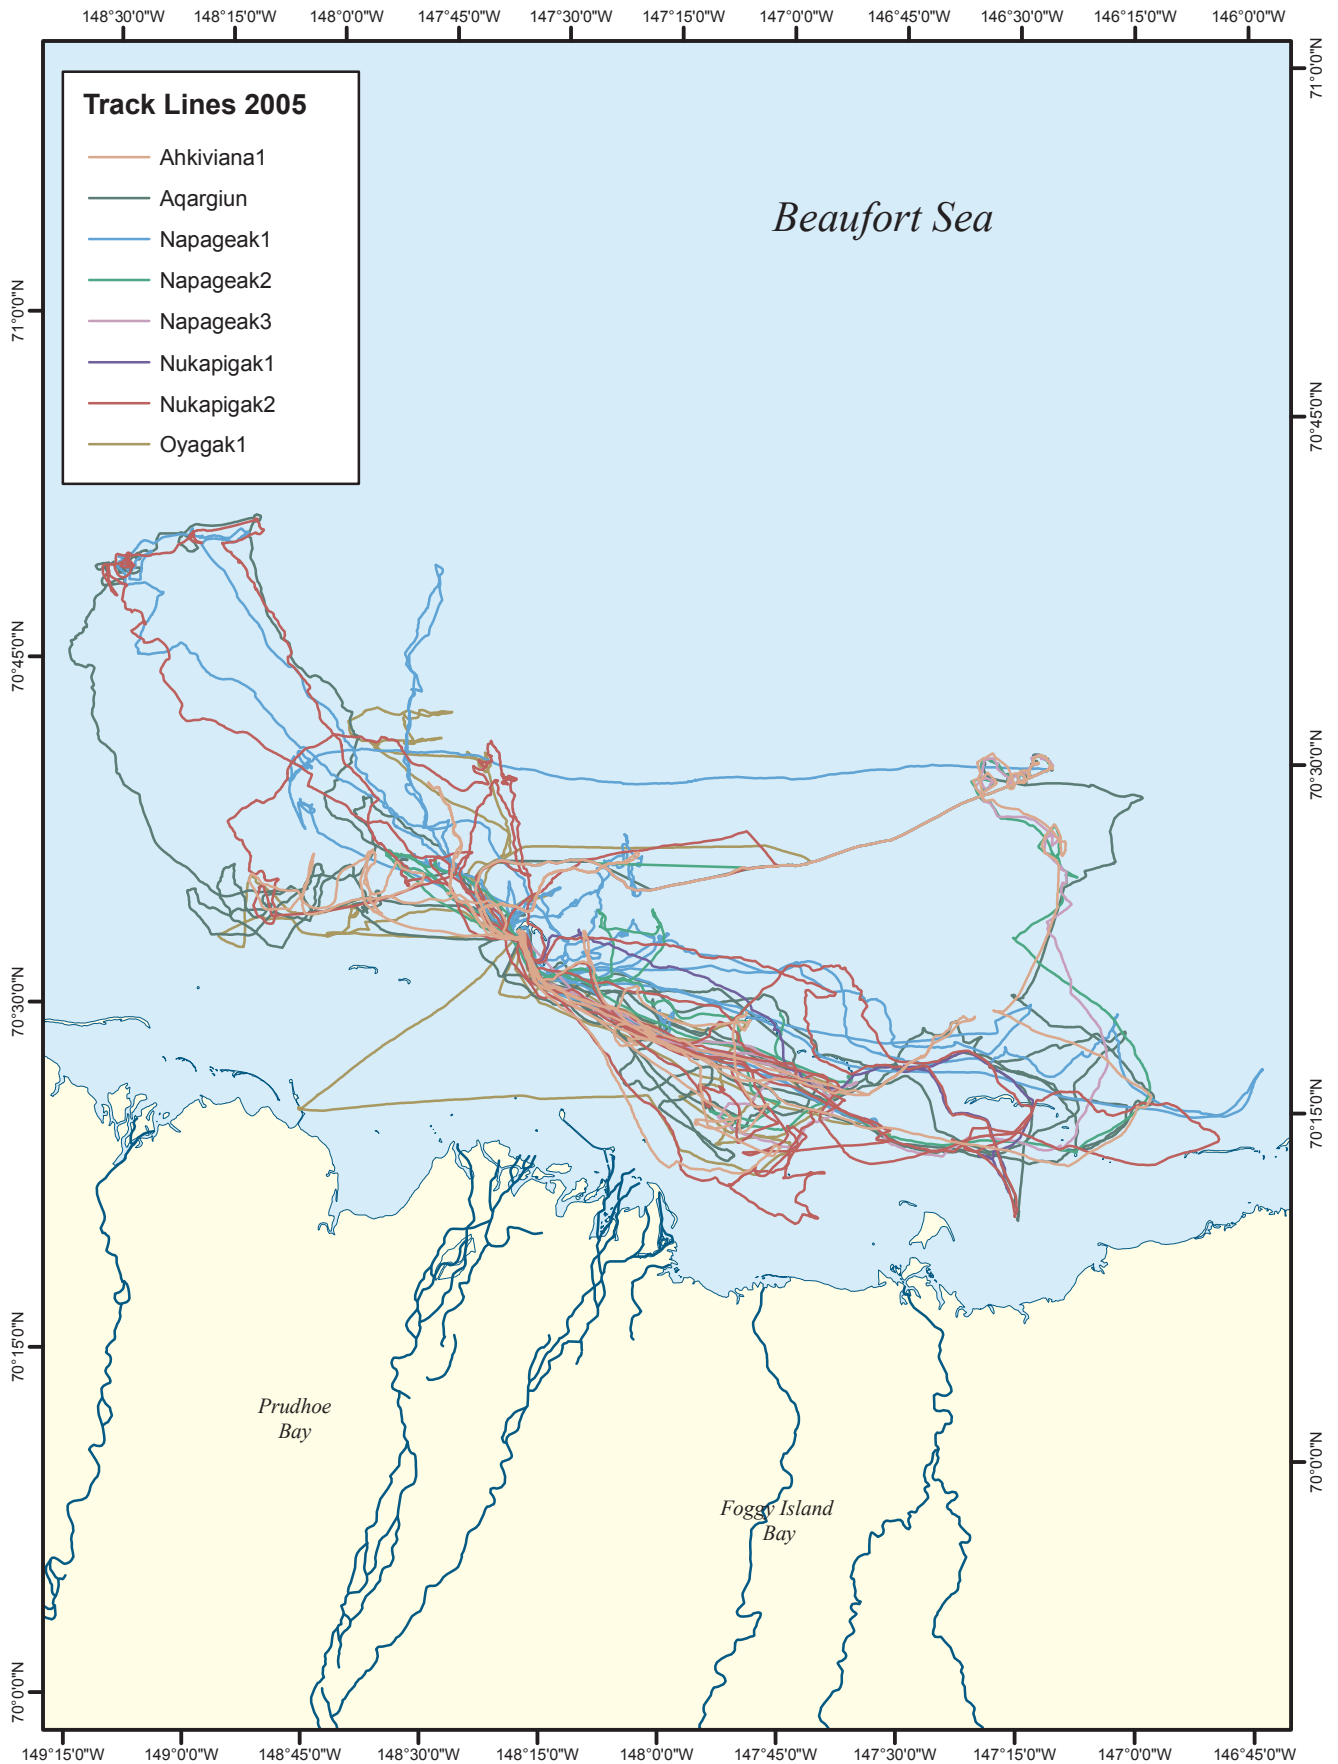 148°30'0"W 148°15'0"W 148°0'0"W 147°45'0"W 147°30'0"W 147°15'0"W 147°0'0"W 146°45'0"W 146°30'0"W 146°15'0"W 146°0'0"W
71°0'0"N
Track Lines 2005
Ahkiviana1
Aqargiun
Napageak1
Napageak2
Napageak3
Nukapigak1
Nukapigak2
Oyagak1
Beaufort Sea
71°0'0"N
70°45'0"N
70°45'0"N
70°30'0"N
70°30'0"N
70°15'0"N
70°15'0"N
Prudhoe
Bay
70°0'0"N
Foggy Island
Bay
70°0'0"N
149°15'0"W 149°0'0"W 148°45'0"W 148°30'0"W 148°15'0"W 148°0'0"W 147°45'0"W 147°30'0"W 147°15'0"W 147°0'0"W 146°45'0"W